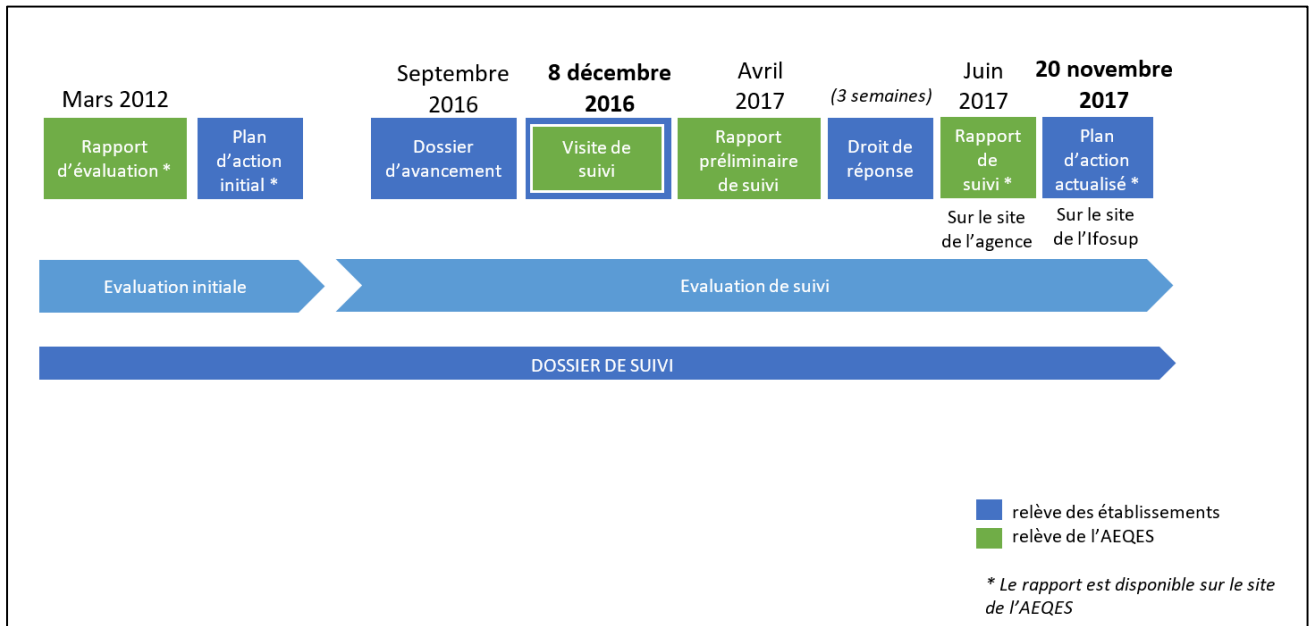 Mars 2012
Septembre
2016
8 décembre
2016
Avril
2017
(3 semaines)
Juin
2017
20 novembre
2017
Rapport
d'évaluation *
Plan
d'action
initial *
Dossier
d'avancement
Visite de
suivi
Rapport
préliminaire
de suivi
Droit de
réponse
Rapport
de
suivi *
Plan
d'action
actualisé *
Sur le site
de l'agence
Sur le site
de l'Ifosup
Evaluation initiale
Evaluation de suivi
DOSSIER DE SUIVI
relève des établissements
relève de l'AEQES
* Le rapport est disponible sur le site
de l'AEQES